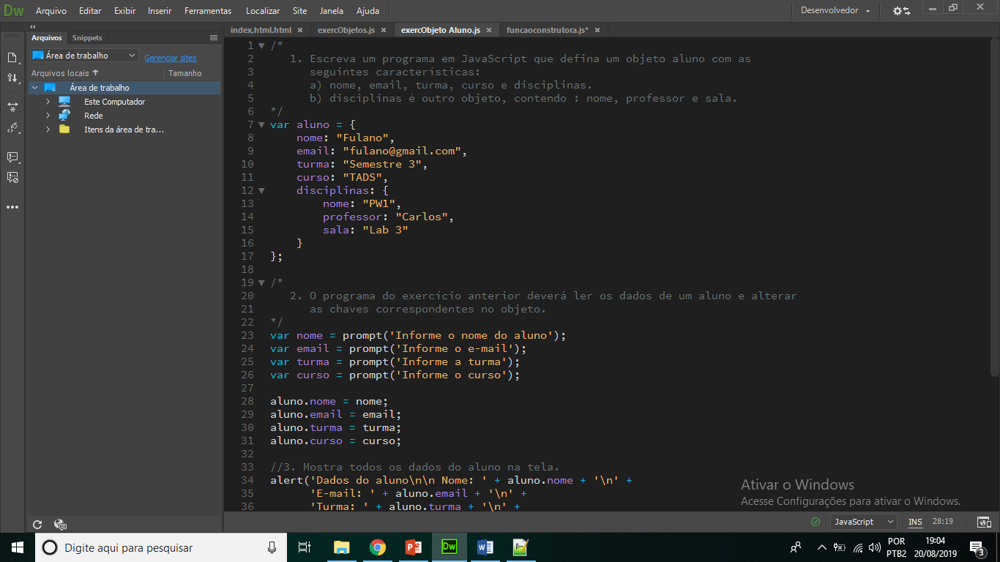 Dw Arquivo Editar Exibir Inserir Ferramentas Localizar Site Janela Ajuda Desenvolvedor
Arquivos Snippets
Área de trabalho Gerenciar sites
Arquivos locais Tamanho
Área de trabalho
Este Computador
Rede
Itens da área de tra...
index,html.html exercObjetos.js exercObjeto Aluno.js funcaoconstrutora.js*
1 /*
2 1. Escreva um programa em JavaScript que defina um objeto aluno com as
3 seguintes características:
4 a) nome, email, turma, curso e disciplinas.
5 b) disciplinas é outro objeto, contendo : nome, professor e sala.
6 */
7 var aluno = {
8 nome: "Fulano",
9 email: "fulano@gmail.com",
10 turma: "Semestre 3",
11 curso: "TADS",
12 disciplinas: {
13 nome: "PW1",
14 professor: "Carlos",
15 sala: "Lab 3"
16 }
17 };
18
19 /*
20 2. O programa do exercício anterior deverá ler os dados de um aluno e alterar
21 as chaves correspondentes no objeto.
22 */
23 var nome = prompt('Informe o nome do aluno');
24 var email = prompt('Informe o e-mail');
25 var turma = prompt('Informe a turma');
26 var curso = prompt('Informe o curso');
27
28 aluno.nome = nome;
29 aluno.email = email;
30 aluno.turma = turma;
31 aluno.curso = curso;
32
33 //3. Mostra todos os dados do aluno na tela.
34 alert('Dados do aluno\n\n Nome: ' + aluno.nome + '\n' +
35 'E-mail: ' + aluno.email + '\n' +
36 'Turma: ' + aluno.turma + '\n' +
Ativar o Windows
Acesse Configurações para ativar o Windows.
JavaScript INS 28:19
Digite aqui para pesquisar
Dw
POR
PTB2
19:04
20/08/2019
3